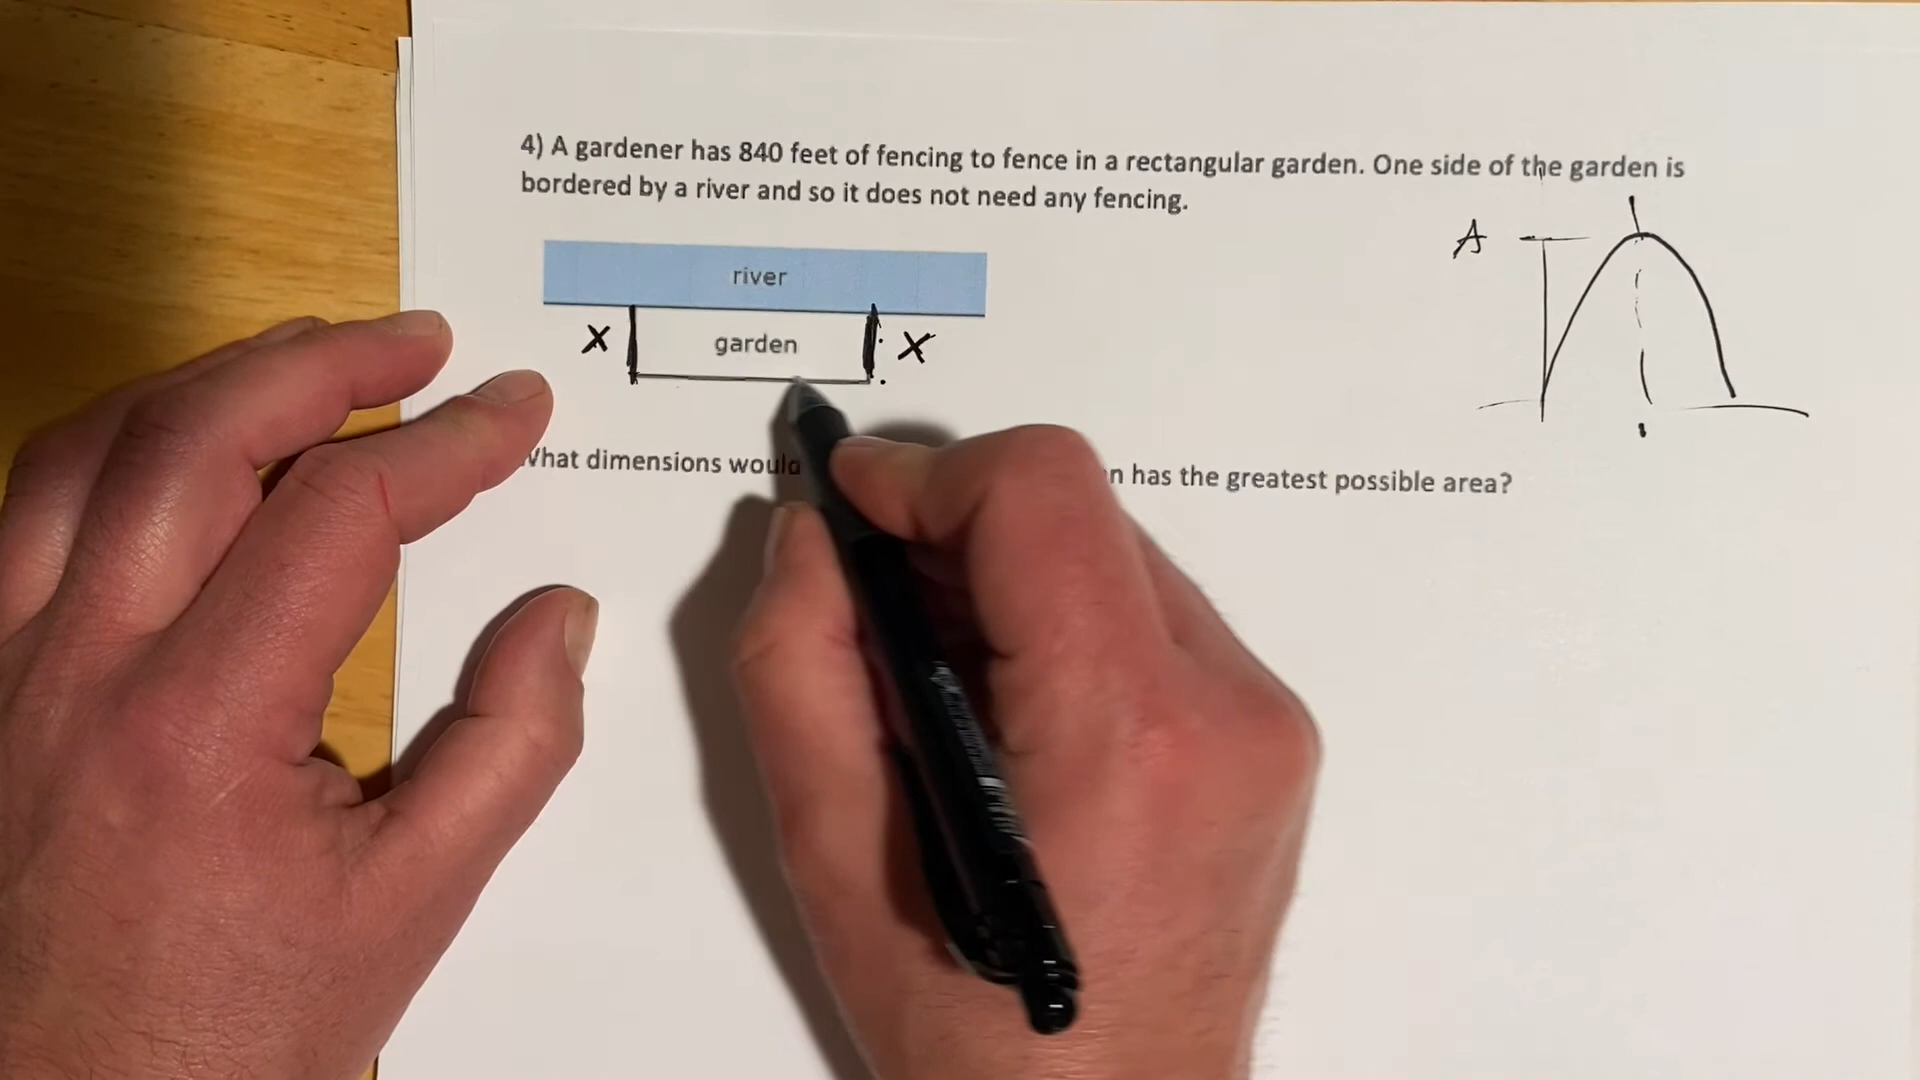 4) A gardener has 840 feet of fencing to fence in a rectangular garden. One side of the garden is
bordered by a river and so it does not need any fencing.
A
river
X garden X
What dimensions would n has the greatest possible area?